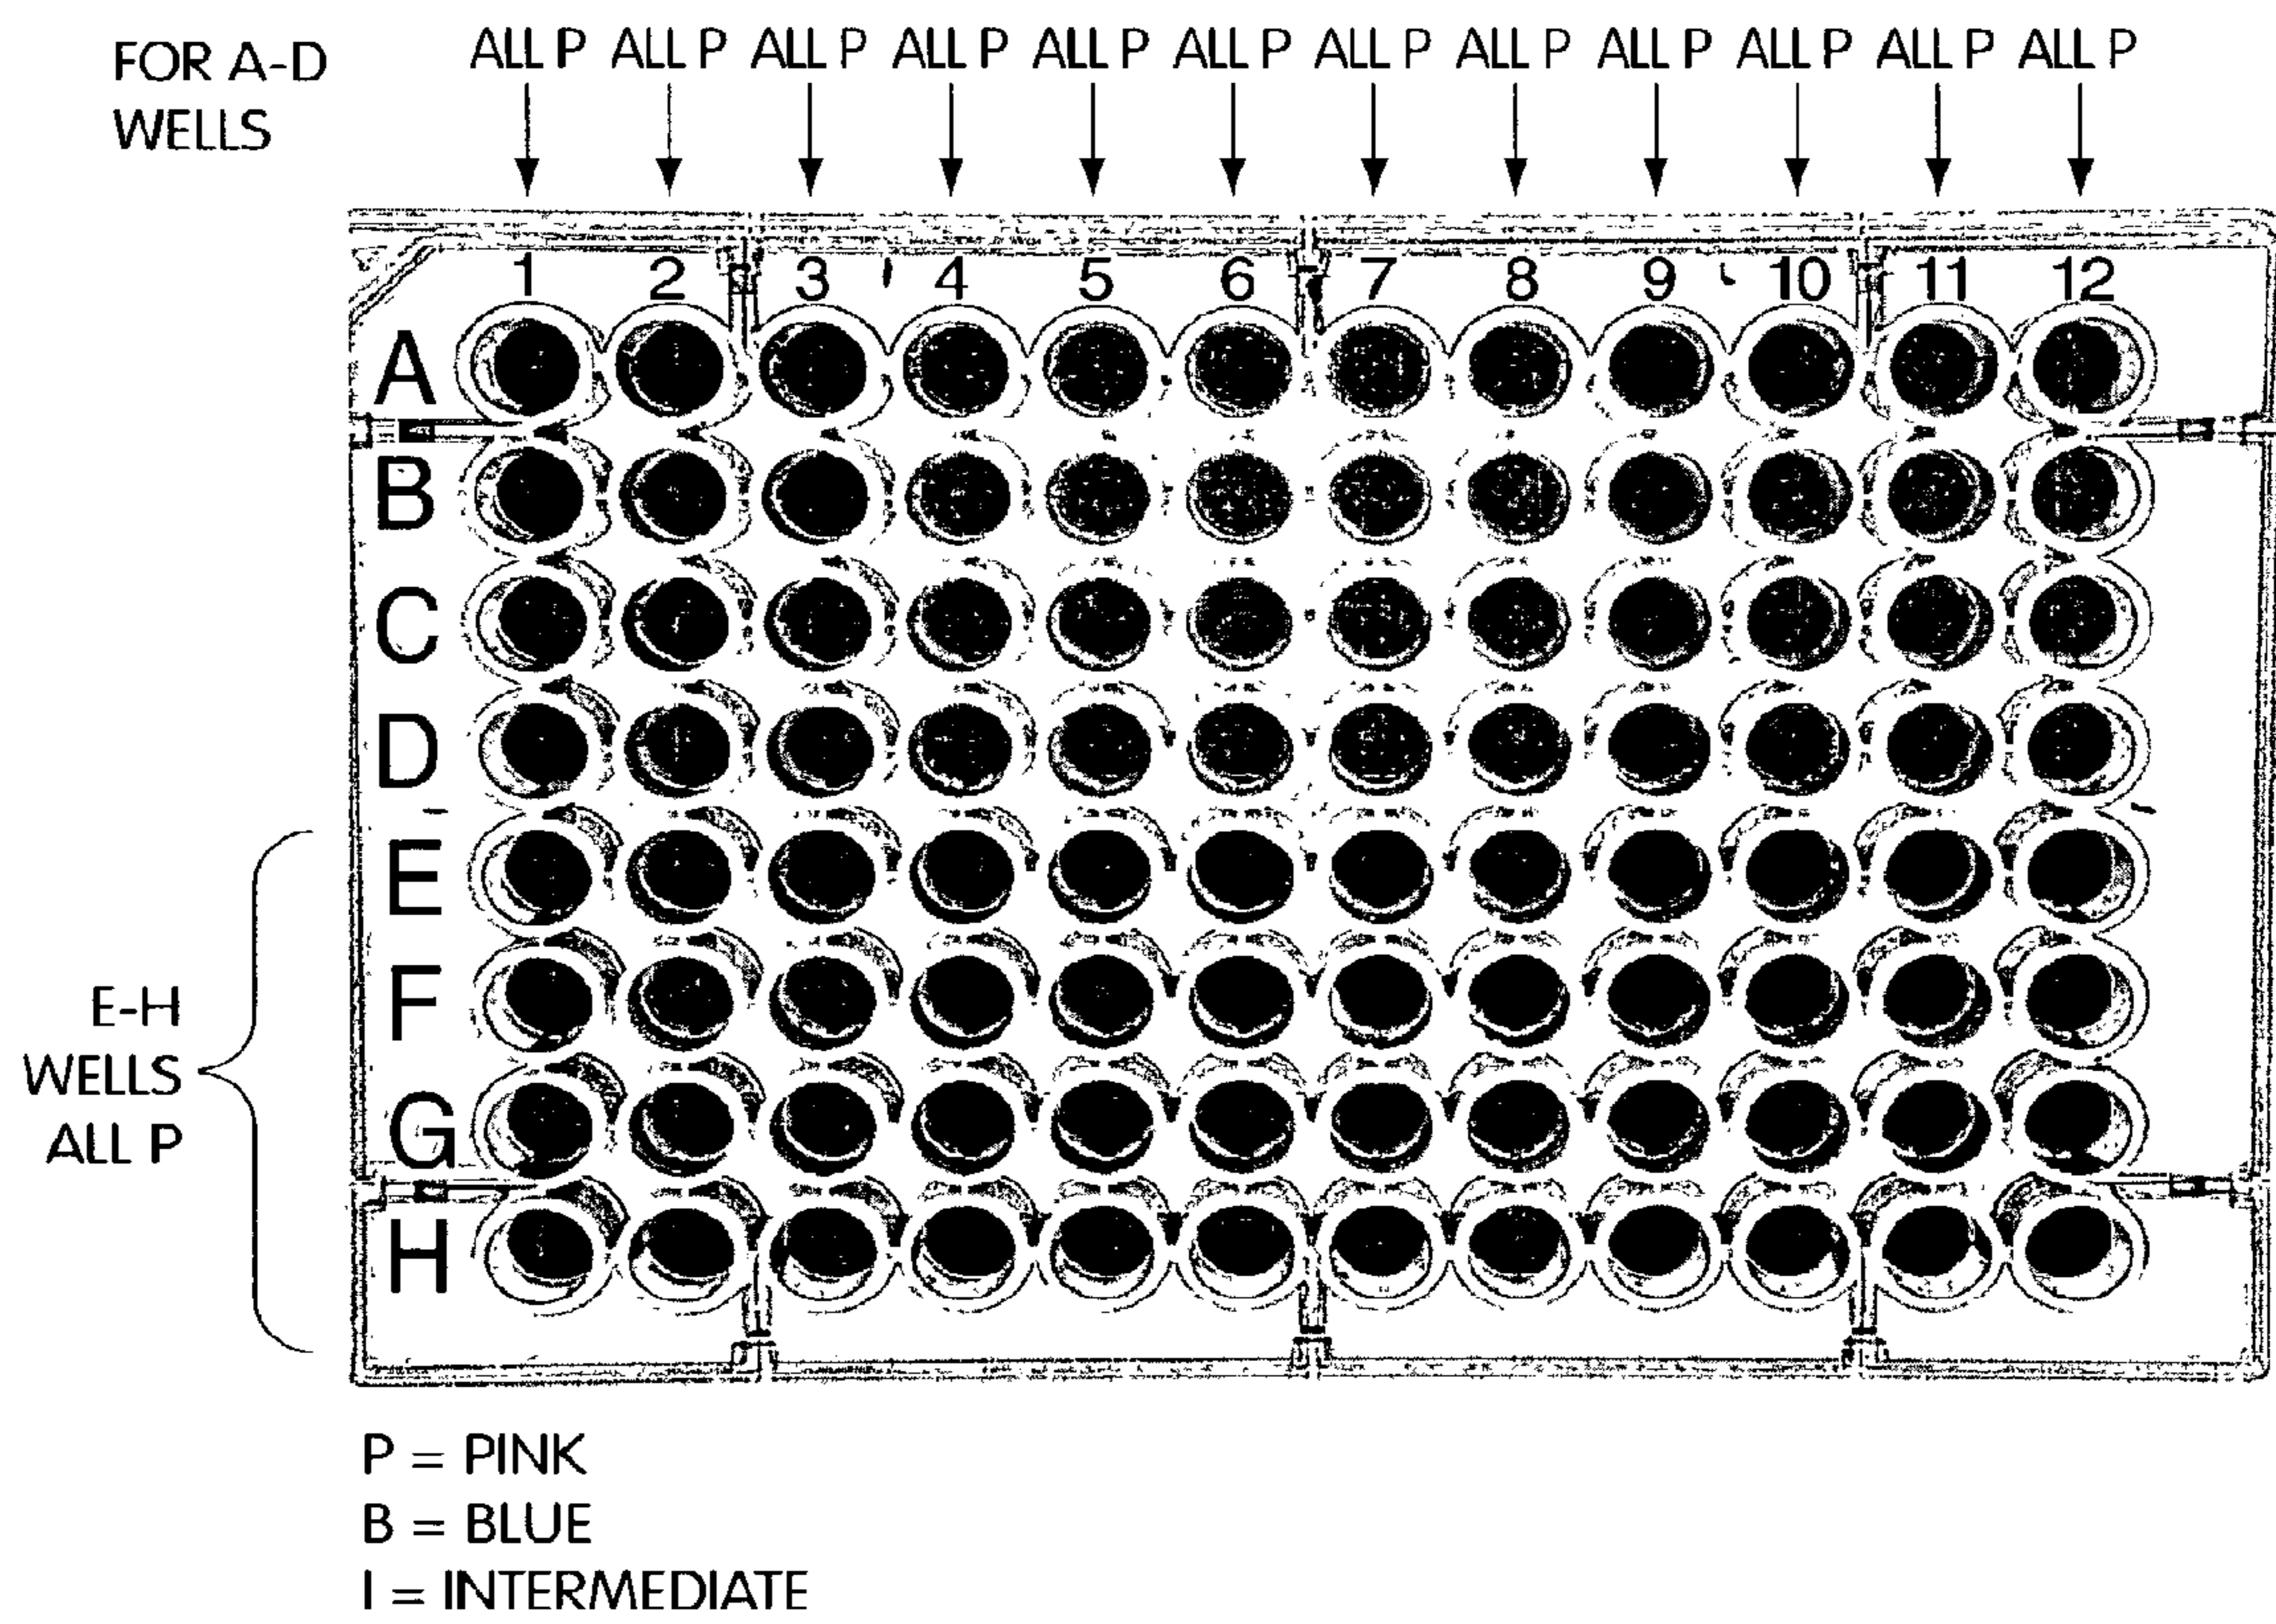 FOR A-D
WELLS
ALL P ALL P ALL P ALL P ALL P ALL P ALL P ALL P ALL P ALL P ALL P ALL P
1 2 3 4 5 6 7 8 9 10 11 12
A
B
C
D
E
F
G
H
E-H
WELLS
ALL P
P = PINK
B = BLUE
I = INTERMEDIATE